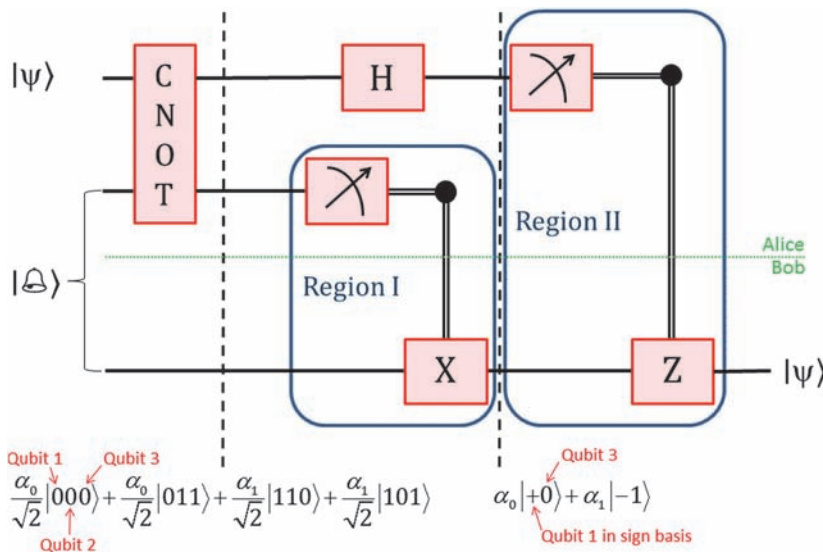 |ψ⟩
C
N
O
T
H
Region II
Alice
Bob
|🔔⟩
Region I
X
Z
|ψ⟩
Qubit 1
Qubit 3
α₀/√2|000⟩+α₀/√2|011⟩+α₁/√2|110⟩+α₁/√2|101⟩
Qubit 2
Qubit 3
α₀|+0⟩+α₁|−1⟩
Qubit 1 in sign basis